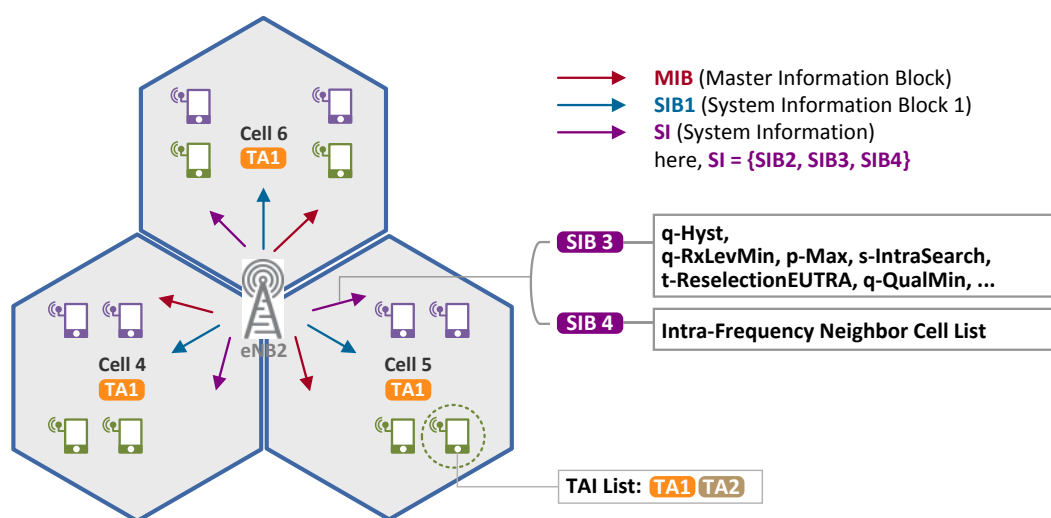 MIB (Master Information Block)
SIB1 (System Information Block 1)
SI (System Information)
here, SI = {SIB2, SIB3, SIB4}
Cell 6
TA1
SIB 3
q-Hyst,
q-RxLevMin, p-Max, s-IntraSearch,
t-ReselectionEUTRA, q-QualMin, ...
SIB 4
Intra-Frequency Neighbor Cell List
eNB2
Cell 4
TA1
Cell 5
TA1
TAI List: TA1 TA2